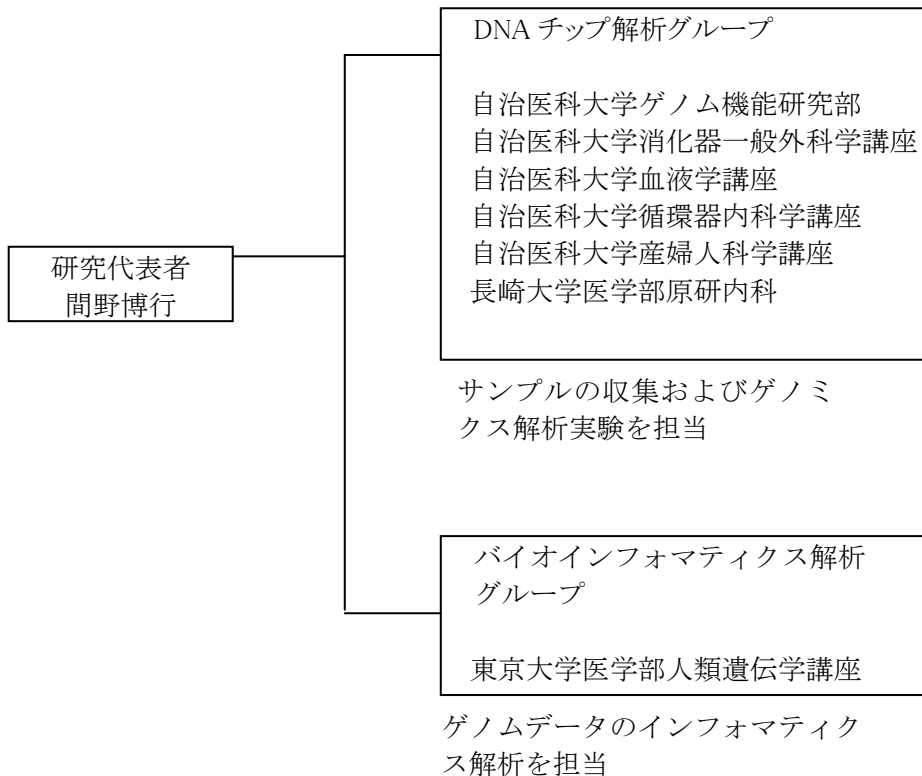 研究代表者
間野博行
DNA チップ解析グループ
自治医科大学ゲノム機能研究部
自治医科大学消化器一般外科学講座
自治医科大学血液学講座
自治医科大学循環器内科学講座
自治医科大学産婦人科学講座
長崎大学医学部原研内科
サンプルの収集およびゲノミ
クス解析実験を担当
バイオインフォマティクス解析
グループ
東京大学医学部人類遺伝学講座
ゲノムデータのインフォマティク
ス解析を担当